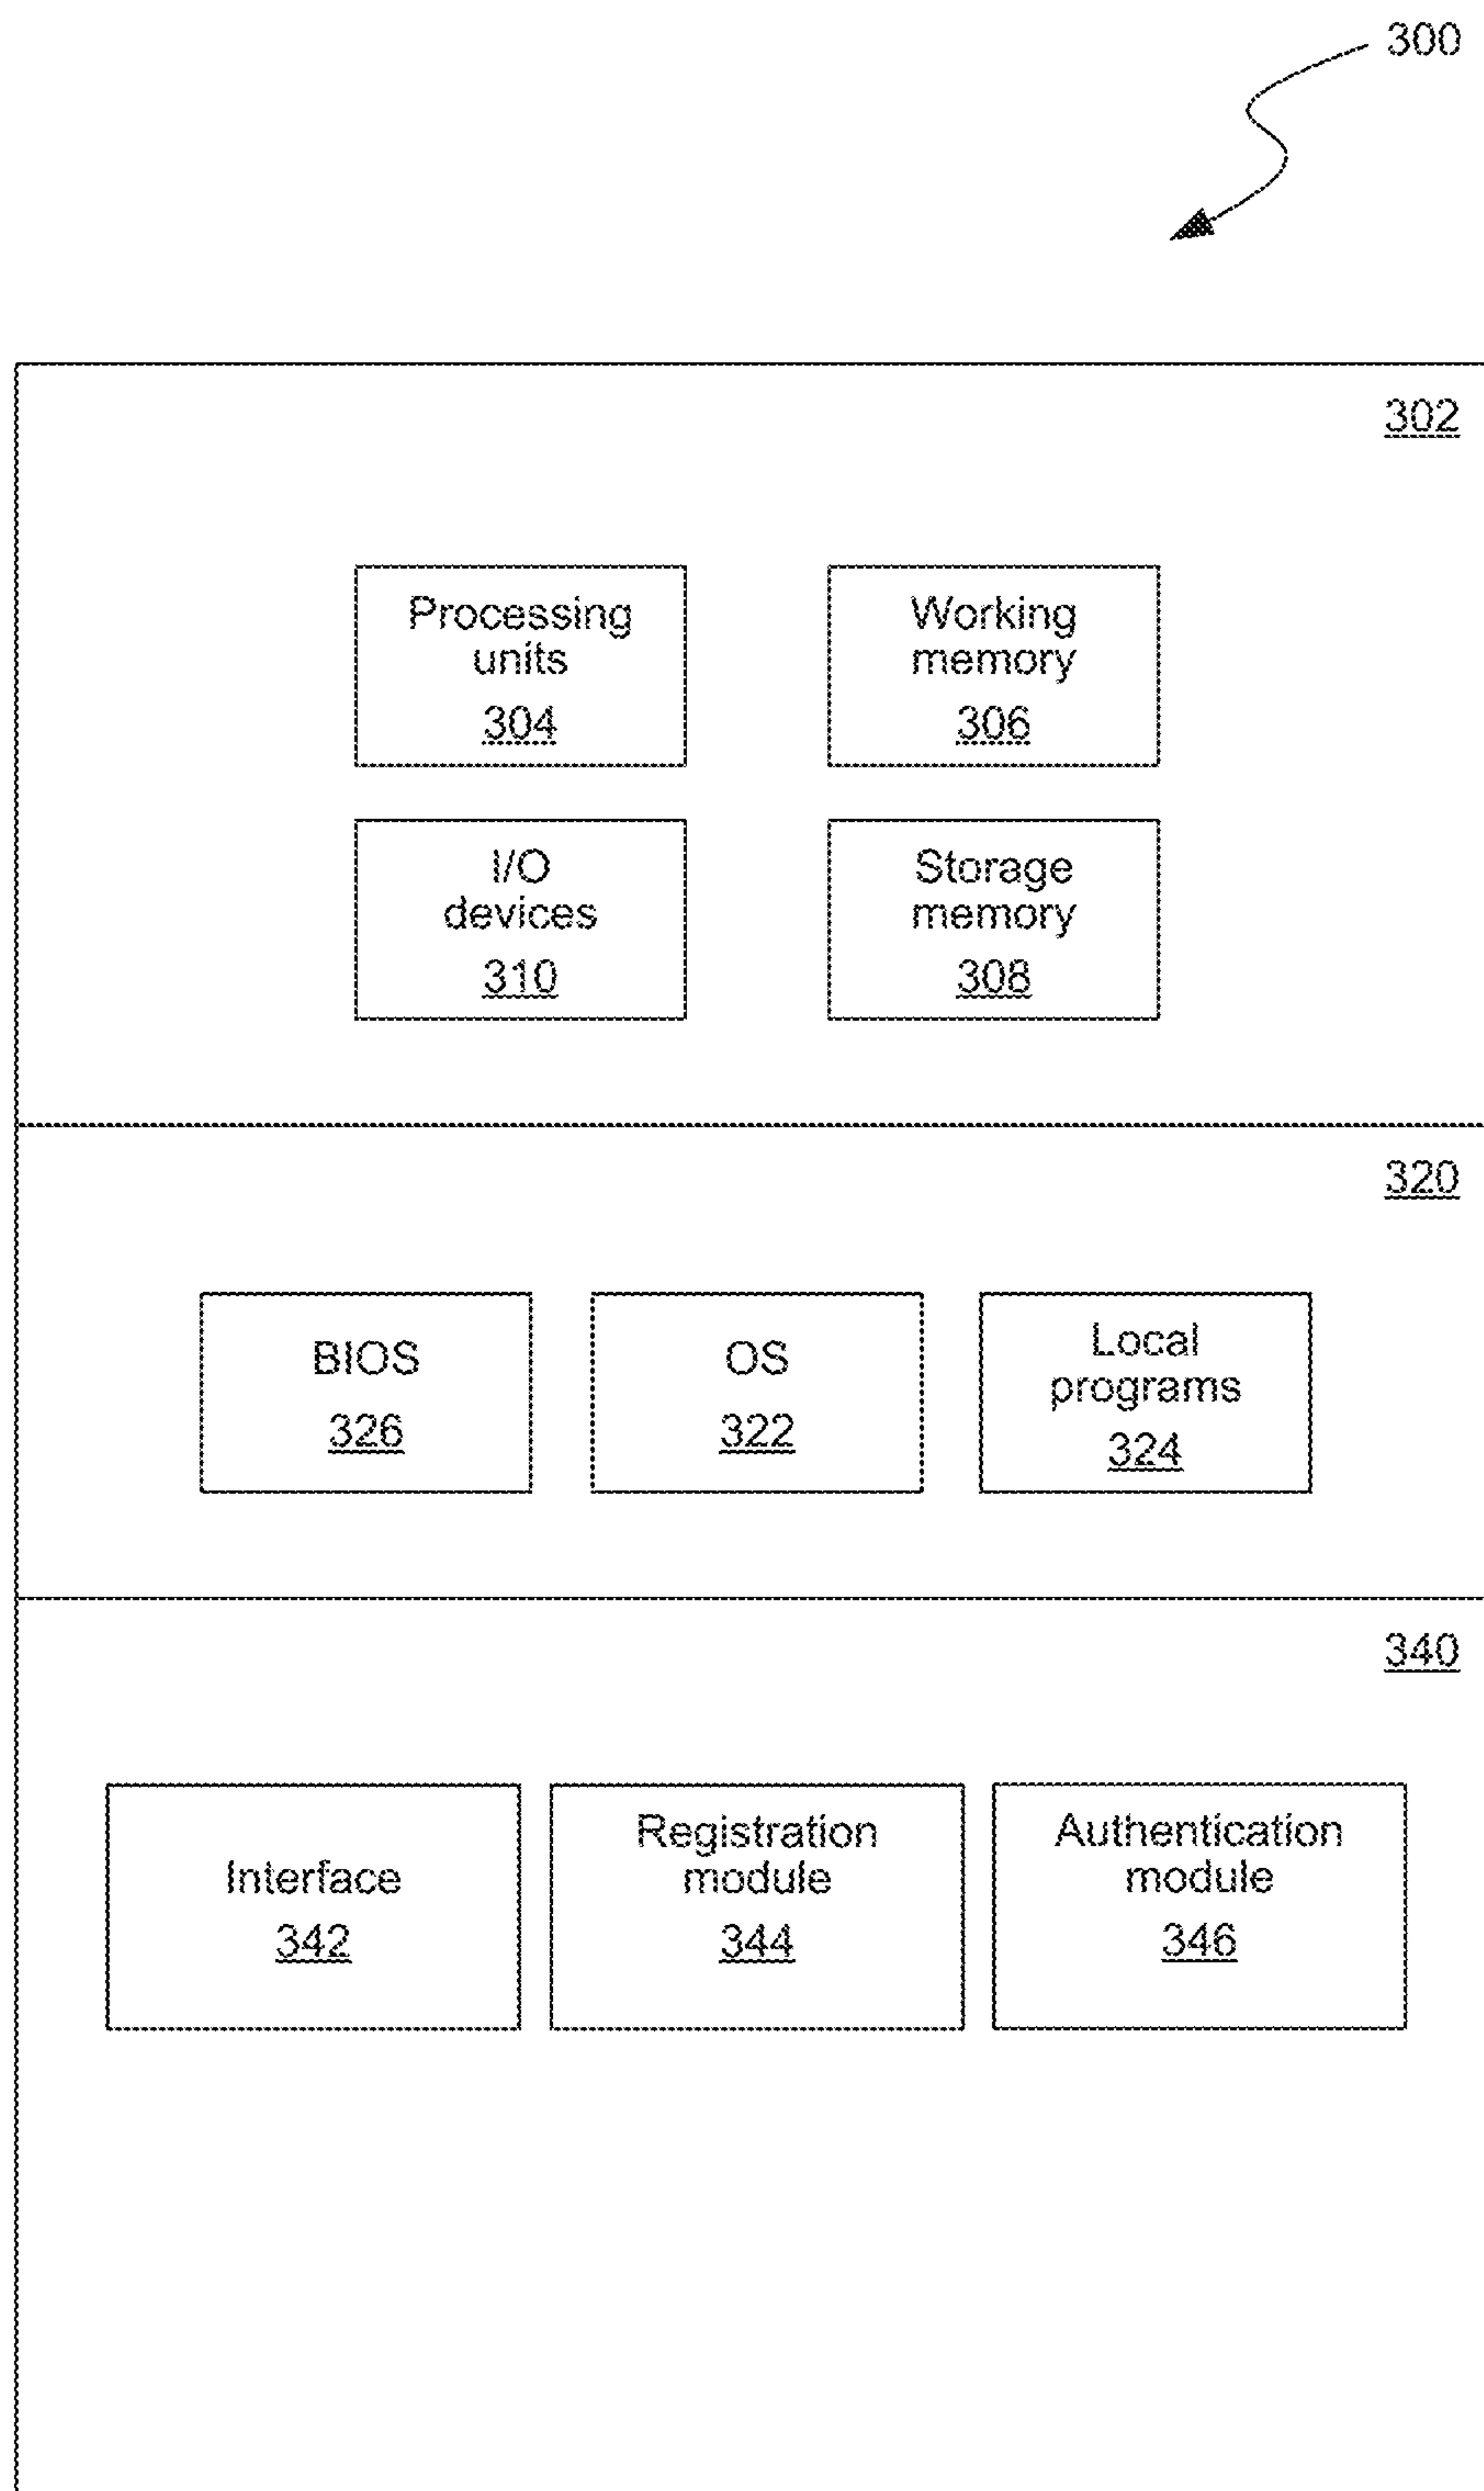 300
302
Processing
units
304
Working
memory
306
I/O
devices
310
Storage
memory
308
320
BIOS
326
OS
322
Local
programs
324
340
Interface
342
Registration
module
344
Authentication
module
346